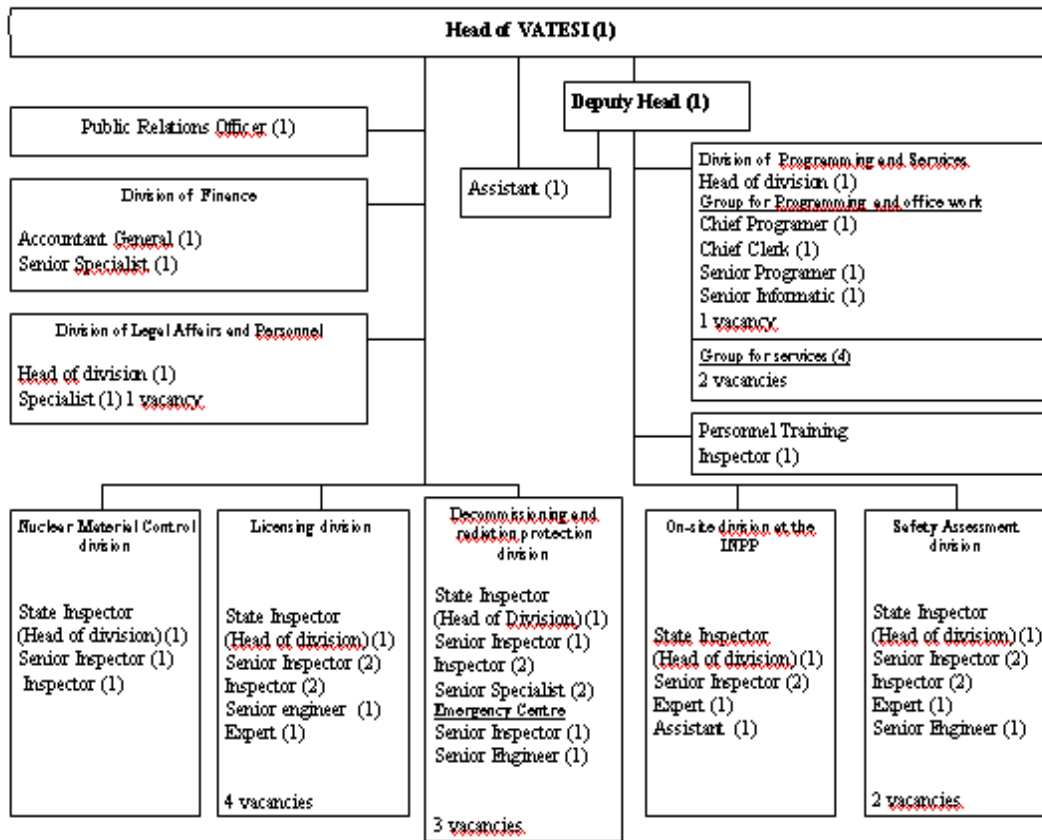 Head of VATESI (1)
Deputy Head (1)
Public Relations Officer (1)
Assistant (1)
Division of Finance
Accountant General (1)
Senior Specialist (1)
Division of Legal Affairs and Personnel
Head of division (1)
Specialist (1) 1 vacancy
Division of Programming and Services
Head of division (1)
Group for Programming and office work
Chief Programer (1)
Chief Clerk (1)
Senior Programer (1)
Senior Informatic (1)
1 vacancy
Group for services (4)
2 vacancies
Personnel Training
Inspector (1)
Nuclear Material Control
division
State Inspector
(Head of division) (1)
Senior Inspector (1)
Inspector (1)
Licensing division
State Inspector
(Head of division) (1)
Senior Inspector (2)
Inspector (2)
Senior engineer (1)
Expert (1)
4 vacancies
Decommissioning and
radiation protection
division
State Inspector
(Head of Division) (1)
Senior Inspector (1)
Inspector (2)
Senior Specialist (2)
Emergency Centre
Senior Inspector (1)
Senior Engineer (1)
3 vacancies
On-site division at the
INPP
State Inspector
(Head of division) (1)
Senior Inspector (2)
Expert (1)
Assistant (1)
Safety Assessment
division
State Inspector
(Head of division) (1)
Senior Inspector (2)
Inspector (2)
Expert (1)
Senior Engineer (1)
2 vacancies